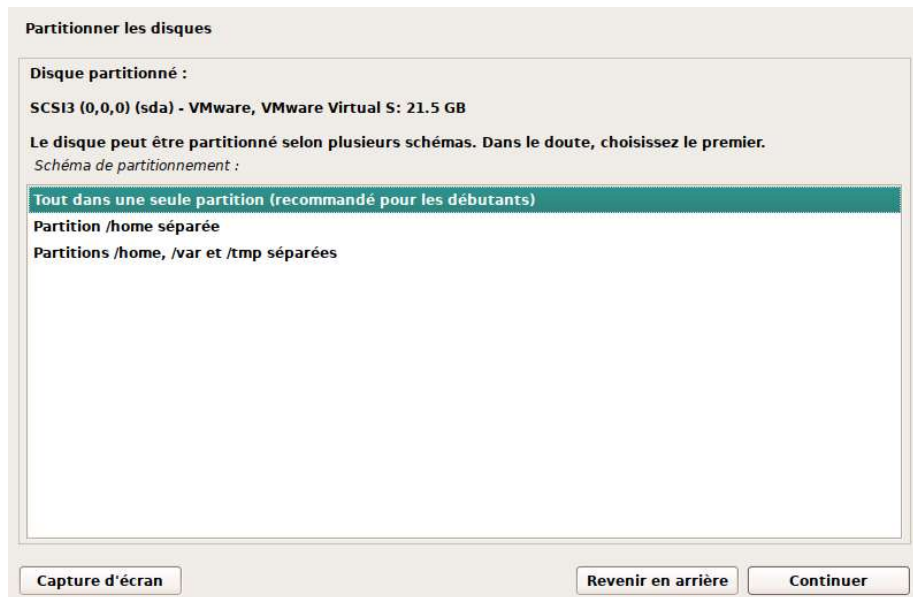 Partitionner les disques
Disque partitionné :
SCSI3 (0,0,0) (sda) - VMware, VMware Virtual S: 21.5 GB
Le disque peut être partitionné selon plusieurs schémas. Dans le doute, choisissez le premier.
Schéma de partitionnement :
Tout dans une seule partition (recommandé pour les débutants)
Partition /home séparée
Partitions /home, /var et /tmp séparées
Capture d'écran
Revenir en arrière
Continuer